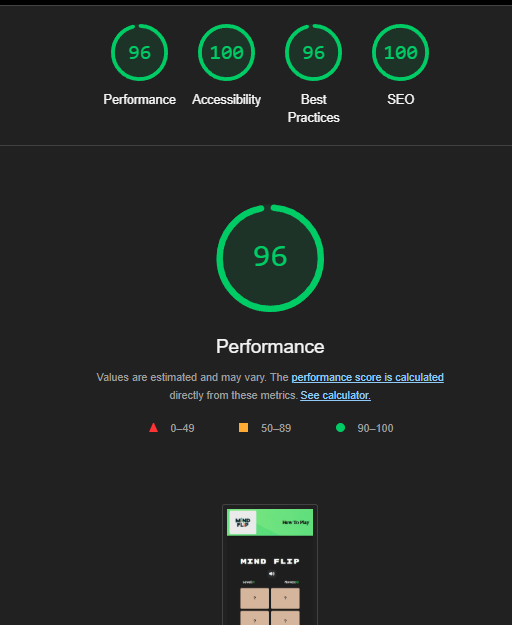 96
100
96
100
Performance
Accessibility
Best
Practices
SEO
96
Performance
Values are estimated and may vary. The performance score is calculated
directly from these metrics. See calculator.
0–49
50–89
90–100
MIND
FLIP
How To Play
MIND FLIP
?
?